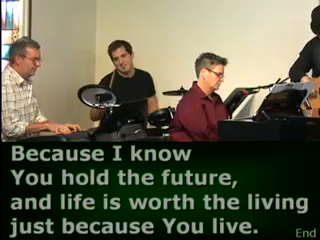 Because I know
You hold the future,
and life is worth the living
just because You live.
End